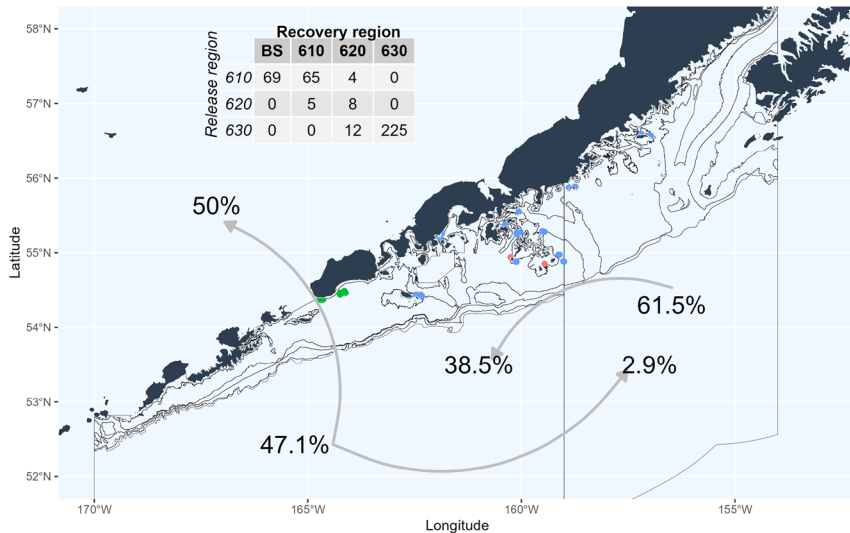 Recovery region
BS 610 620 630
Release region
610 69 65 4 0
620 0 5 8 0
630 0 0 12 225
58°N
57°N
56°N
55°N
54°N
53°N
52°N
Latitude
50%
61.5%
38.5%
2.9%
47.1%
170°W 165°W 160°W 155°W
Longitude